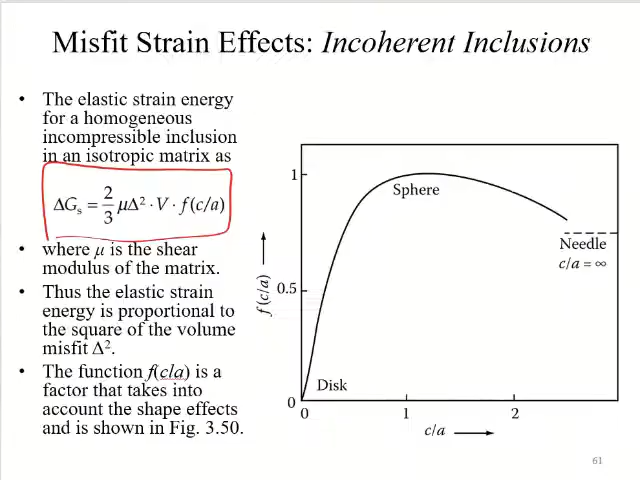 Misfit Strain Effects: Incoherent Inclusions
• The elastic strain energy
for a homogeneous
incompressible inclusion
in an isotropic matrix as
ΔGs = 2/3 μΔ² · V · f(c/a)
• where μ is the shear
modulus of the matrix.
• Thus the elastic strain
energy is proportional to
the square of the volume
misfit Δ².
• The function f(c/a) is a
factor that takes into
account the shape effects
and is shown in Fig. 3.50.
1
Sphere
Needle
c/a = ∞
f(c/a)
0.5
Disk
0
0
1
2
c/a
61